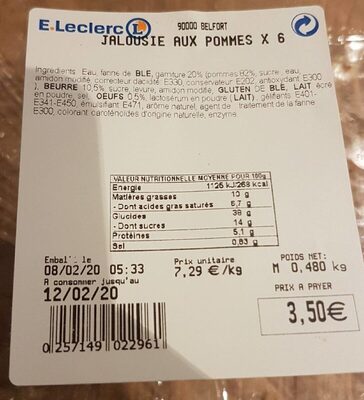 E.Leclerc L 90000 BELFORT
JALOUSIE AUX POMMES X 6
Ingrédients: Eau, farine de BLE, garniture 20% (pommes 82%, sucre, eau,
amidon modifié, correcteur dacidité: E330, conservateur E202, antioxydant: E300
), BEURRE 10,5%, sucre, levure, amidon modifié, GLUTEN DE BLE, LAIT écré
en poudre, sel, OEUFS 0,5%, lactosérum en poudre (LAIT), gélifiants: E401-
E341-E450, émulsifiant: E471, arôme naturel, agent de traitement de la farine:
E300, colorant: caroténoïdes d'origine naturelle, enzyme.
VALEUR NUTRITIONNELLE MOYENNE POUR 100g
Energie 1126 kJ/268 kcal
Matières grasses 10 g
- Dont acides gras saturés 6,7 g
Glucides 38 g
- Dont sucres 14 g
Protéines 5,1 g
Sel 0,83 g
Embal. le
08/02/20 05:33
Prix unitaire
7,29 €/kg
POIDS NET:
M 0,480 kg
A consommer jusqu'au
12/02/20
PRIX A PAYER
3,50€
0 257149 022961